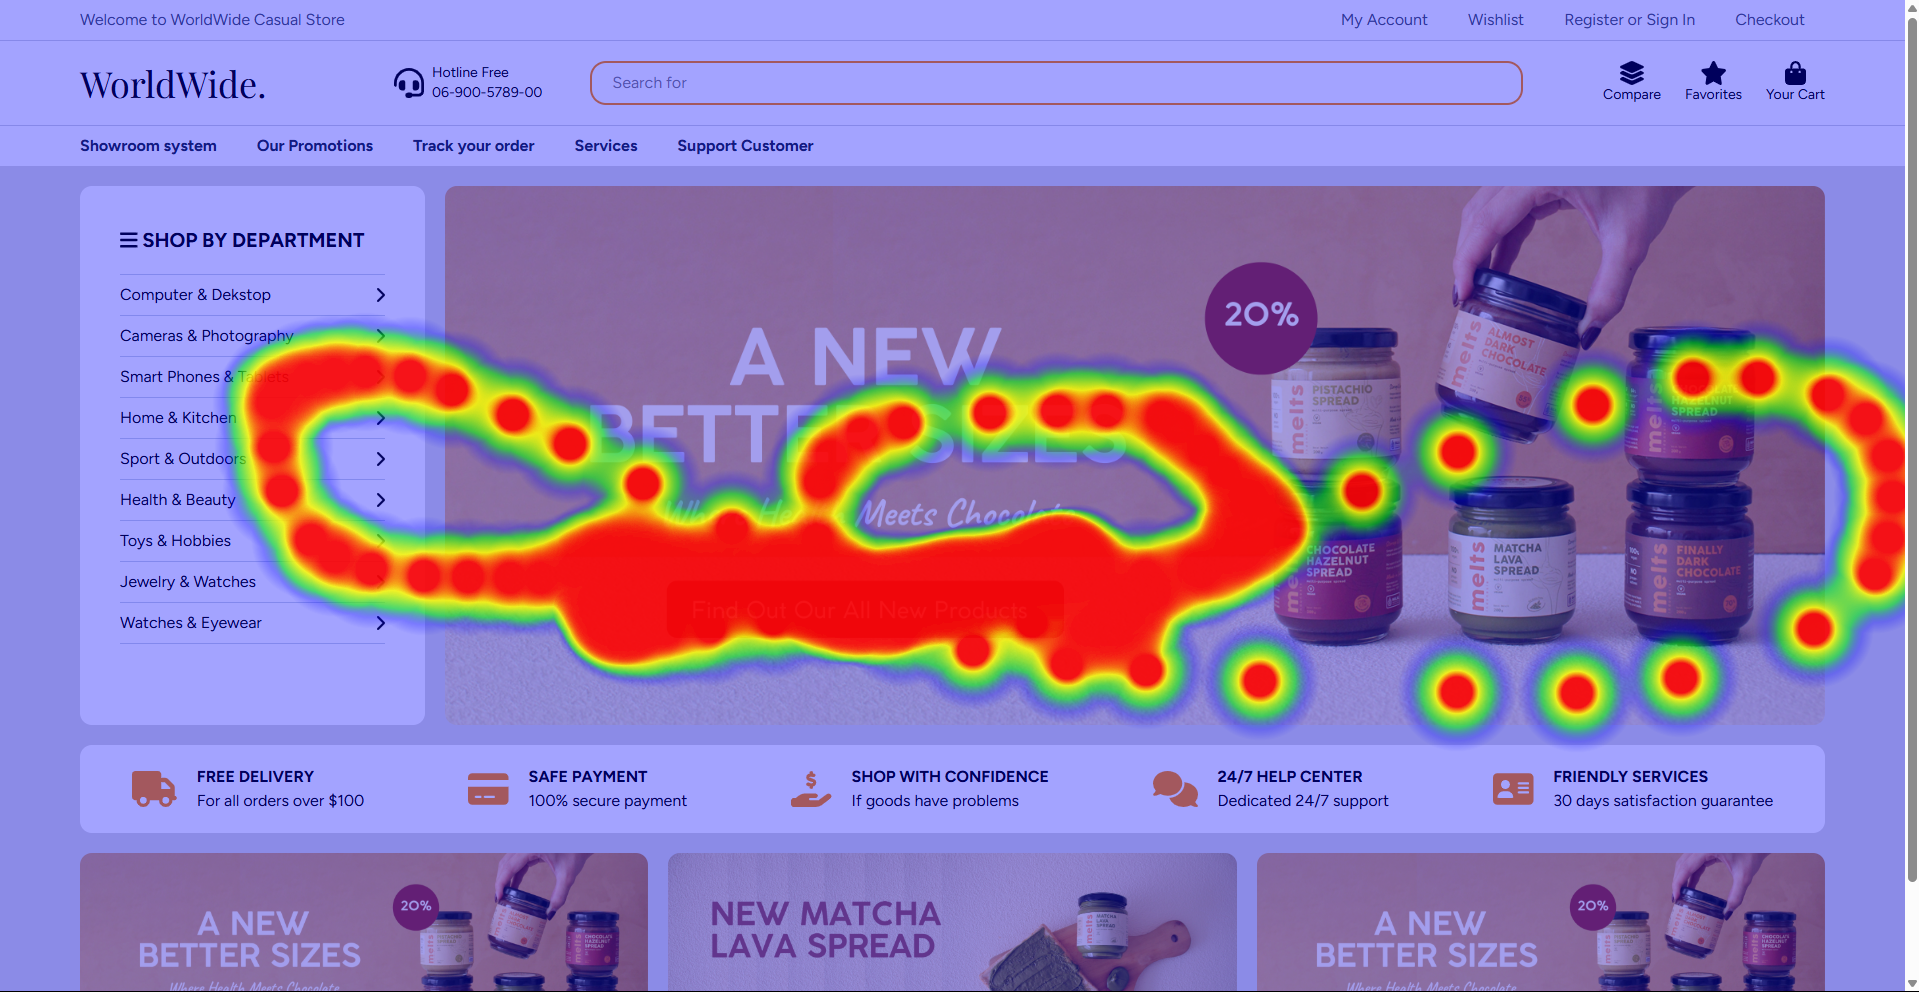 Welcome to WorldWide Casual Store
My Account
Wishlist
Register or Sign In
Checkout
WorldWide.
Hotline Free
06-900-5789-00
Search for
Compare
Favorites
Your Cart
Showroom system
Our Promotions
Track your order
Services
Support Customer
SHOP BY DEPARTMENT
Computer & Dekstop
Cameras & Photography
Smart Phones & Tablets
Home & Kitchen
Sport & Outdoors
Health & Beauty
Toys & Hobbies
Jewelry & Watches
Watches & Eyewear
A NEW
BETTER SIZES
Where Health Meets Chocolate
Find Out Our All New Products
20%
melts
PISTACHIO
SPREAD
melts
ALMOST
DARK
CHOCOLATE
melts
CHOCOLATE
HAZELNUT
SPREAD
melts
CHOCOLATE
HAZELNUT
SPREAD
melts
MATCHA
LAVA
SPREAD
melts
FINALLY
DARK
CHOCOLATE
FREE DELIVERY
For all orders over $100
SAFE PAYMENT
100% secure payment
SHOP WITH CONFIDENCE
If goods have problems
24/7 HELP CENTER
Dedicated 24/7 support
FRIENDLY SERVICES
30 days satisfaction guarantee
A NEW
BETTER SIZES
Where Health Meets Chocolate
20%
NEW MATCHA
LAVA SPREAD
A NEW
BETTER SIZES
Where Health Meets Chocolate
20%